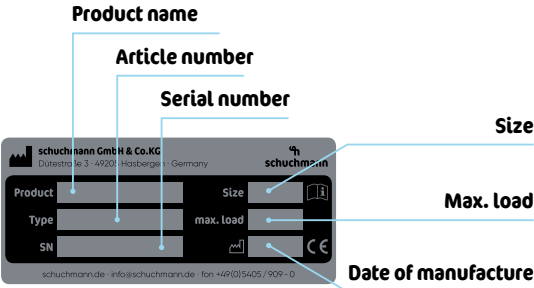 Product name
Article number
Serial number
Size
Max. load
Date of manufacture
schuchmann GmbH & Co.KG
Dütestraße 3 · 49205 Hasbergen · Germany
schuchmann
Product
Size
Type
max. load
SN
CE
schuchmann.de · info@schuchmann.de · fon +49(0)5405 / 909 - 0